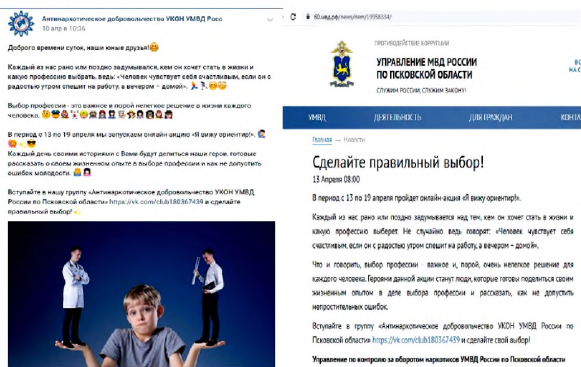 Антинаркотическое добровольчество УКОН УМВД Росс
10 апр в 10:36
Доброго времени суток, наши юные друзья!
Каждый из нас рано или поздно задумывался, кем он хочет стать в жизни и
какую профессию выбрать, ведь: «Человек чувствует себя счастливым, если он с
радостью утром спешит на работу, а вечером – домой».
Выбор профессии - это важное и порой нелегкое решение в жизни каждого
человека.
В период с 13 по 19 апреля мы запускаем онлайн-акцию «Я вижу ориентир!».
Каждый день своими историями с Вами будут делиться наши герои, готовые
рассказать о своем жизненном опыте в выборе профессии и как не допустить
ошибок молодости.
Вступайте в нашу группу «Антинаркотическое добровольчество УКОН УМВД
России по Псковской области» https://vk.com/club180367439 и сделайте
правильный выбор!
60.мвд.рф/news/item/19958334/
ПРОТИВОДЕЙСТВИЕ КОРРУПЦИИ
УПРАВЛЕНИЕ МВД РОССИИ
ПО ПСКОВСКОЙ ОБЛАСТИ
СЛУЖИМ РОССИИ, СЛУЖИМ ЗАКОНУ!
УМВД ДЕЯТЕЛЬНОСТЬ ДЛЯ ГРАЖДАН КОНТА
Главная — Новости
Сделайте правильный выбор!
13 Апреля 08:00
В период с 13 по 19 апреля пройдет онлайн-акция «Я вижу ориентир!».
Каждый из нас рано или поздно задумывается над тем, кем он хочет стать в жизни и
какую профессию выберет. Не случайно ведь говорят: «Человек чувствует себя
счастливым, если он с радостью утром спешит на работу, а вечером – домой».
Что и говорить, выбор профессии - важное и, порой, очень нелегкое решение для
каждого человека. Героями данной акции станут люди, которые готовы поделиться своим
жизненным опытом в деле выбора профессии и рассказать, как не допустить
непростительных ошибок.
Вступайте в группу «Антинаркотическое добровольчество УКОН УМВД России по
Псковской области» https://vk.com/club180367439 и сделайте свой выбор!
Управление по контролю за оборотом наркотиков УМВД России по Псковской области